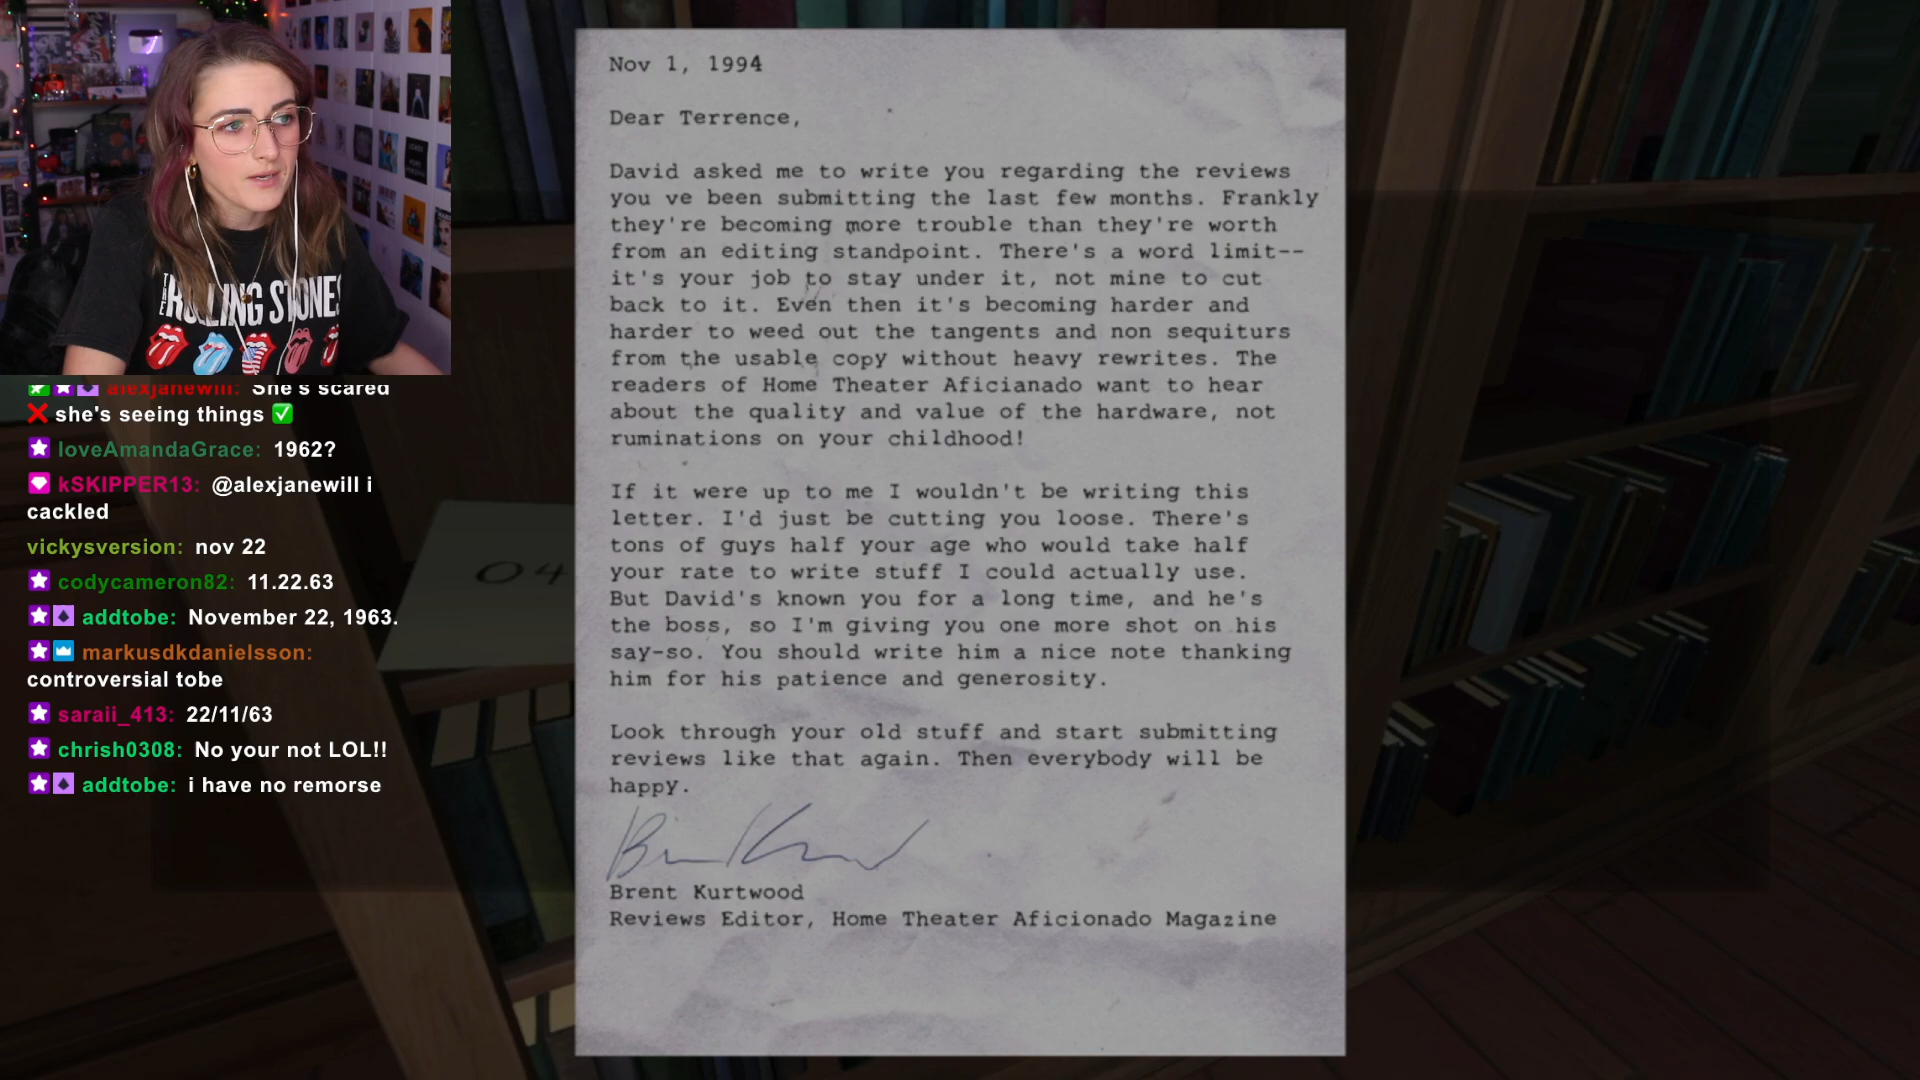 THE
ROLLING STONES
alexjanewill: She's scared
❌ she's seeing things ✅
loveAmandaGrace: 1962?
kSKIPPER13: @alexjanewill i
cackled
vickysversion: nov 22
codycameron82: 11.22.63
addtobe: November 22, 1963.
markusdkdanielsson:
controversial tobe
saraii_413: 22/11/63
chrish0308: No your not LOL!!
addtobe: i have no remorse
04
Nov 1, 1994
Dear Terrence,
David asked me to write you regarding the reviews
you ve been submitting the last few months. Frankly
they're becoming more trouble than they're worth
from an editing standpoint. There's a word limit--
it's your job to stay under it, not mine to cut
back to it. Even then it's becoming harder and
harder to weed out the tangents and non sequiturs
from the usable copy without heavy rewrites. The
readers of Home Theater Aficianado want to hear
about the quality and value of the hardware, not
ruminations on your childhood!
If it were up to me I wouldn't be writing this
letter. I'd just be cutting you loose. There's
tons of guys half your age who would take half
your rate to write stuff I could actually use.
But David's known you for a long time, and he's
the boss, so I'm giving you one more shot on his
say-so. You should write him a nice note thanking
him for his patience and generosity.
Look through your old stuff and start submitting
reviews like that again. Then everybody will be
happy.
Brent Kurtwood
Reviews Editor, Home Theater Aficionado Magazine